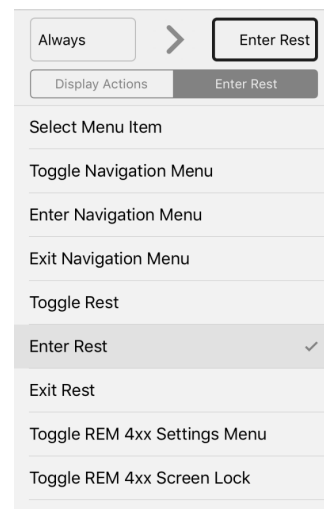 Always
Enter Rest
Display Actions
Enter Rest
Select Menu Item
Toggle Navigation Menu
Enter Navigation Menu
Exit Navigation Menu
Toggle Rest
Enter Rest
Exit Rest
Toggle REM 4xx Settings Menu
Toggle REM 4xx Screen Lock